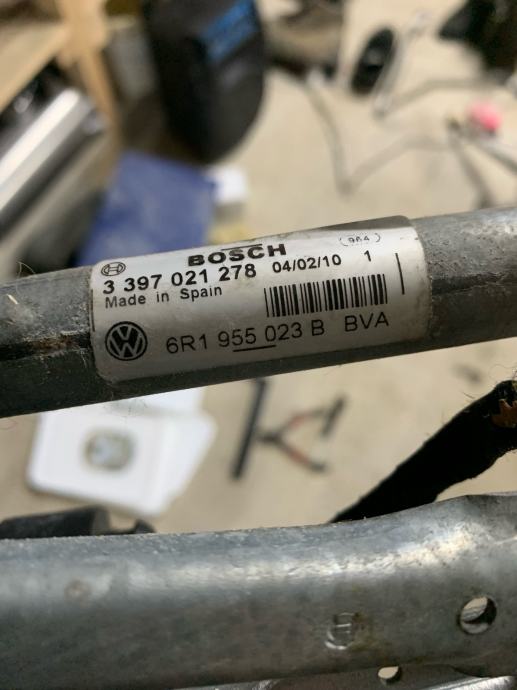 BOSCH (964)
3 397 021 278 04/02/10 1
Made in Spain
6R1 955 023 B BVA